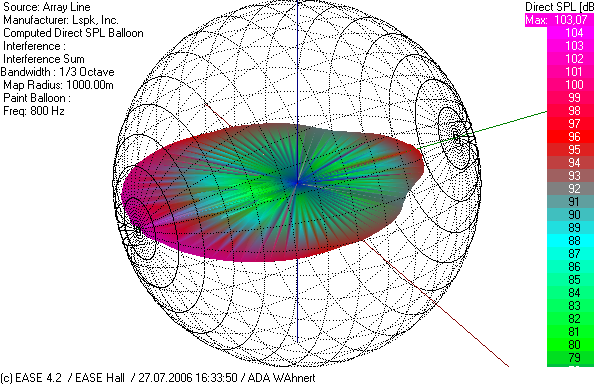 Source: Array Line
Manufacturer: Lspk, Inc.
Computed Direct SPL Balloon
Interference :
Interference Sum
Bandwidth : 1/3 Octave
Map Radius: 1000.00m
Paint Balloon :
Freq: 800 Hz
Direct SPL [dB
Max: 103.07
104
103
102
101
100
99
98
97
96
95
94
93
92
91
90
89
88
87
86
85
84
83
82
81
80
79
(c) EASE 4.2 / EASE Hall / 27.07.2006 16:33:50 / ADA WAhnert